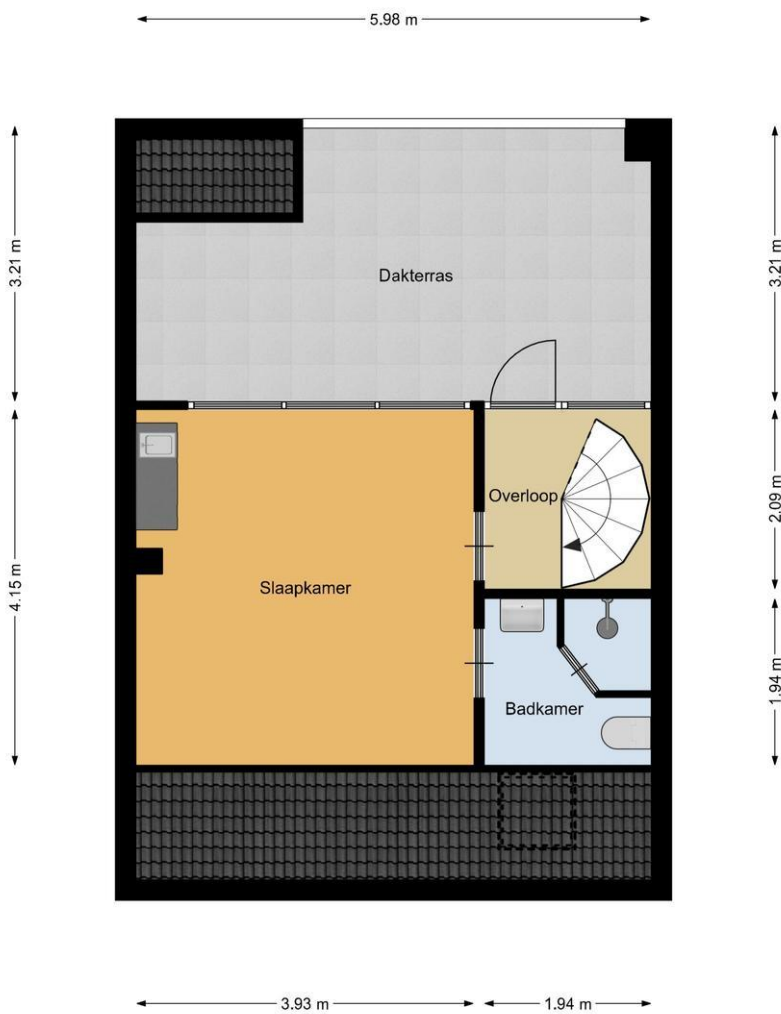 5.98 m
3.21 m
3.21 m
Dakterras
2.09 m
Overloop
4.15 m
Slaapkamer
1.94 m
Badkamer
3.93 m
1.94 m